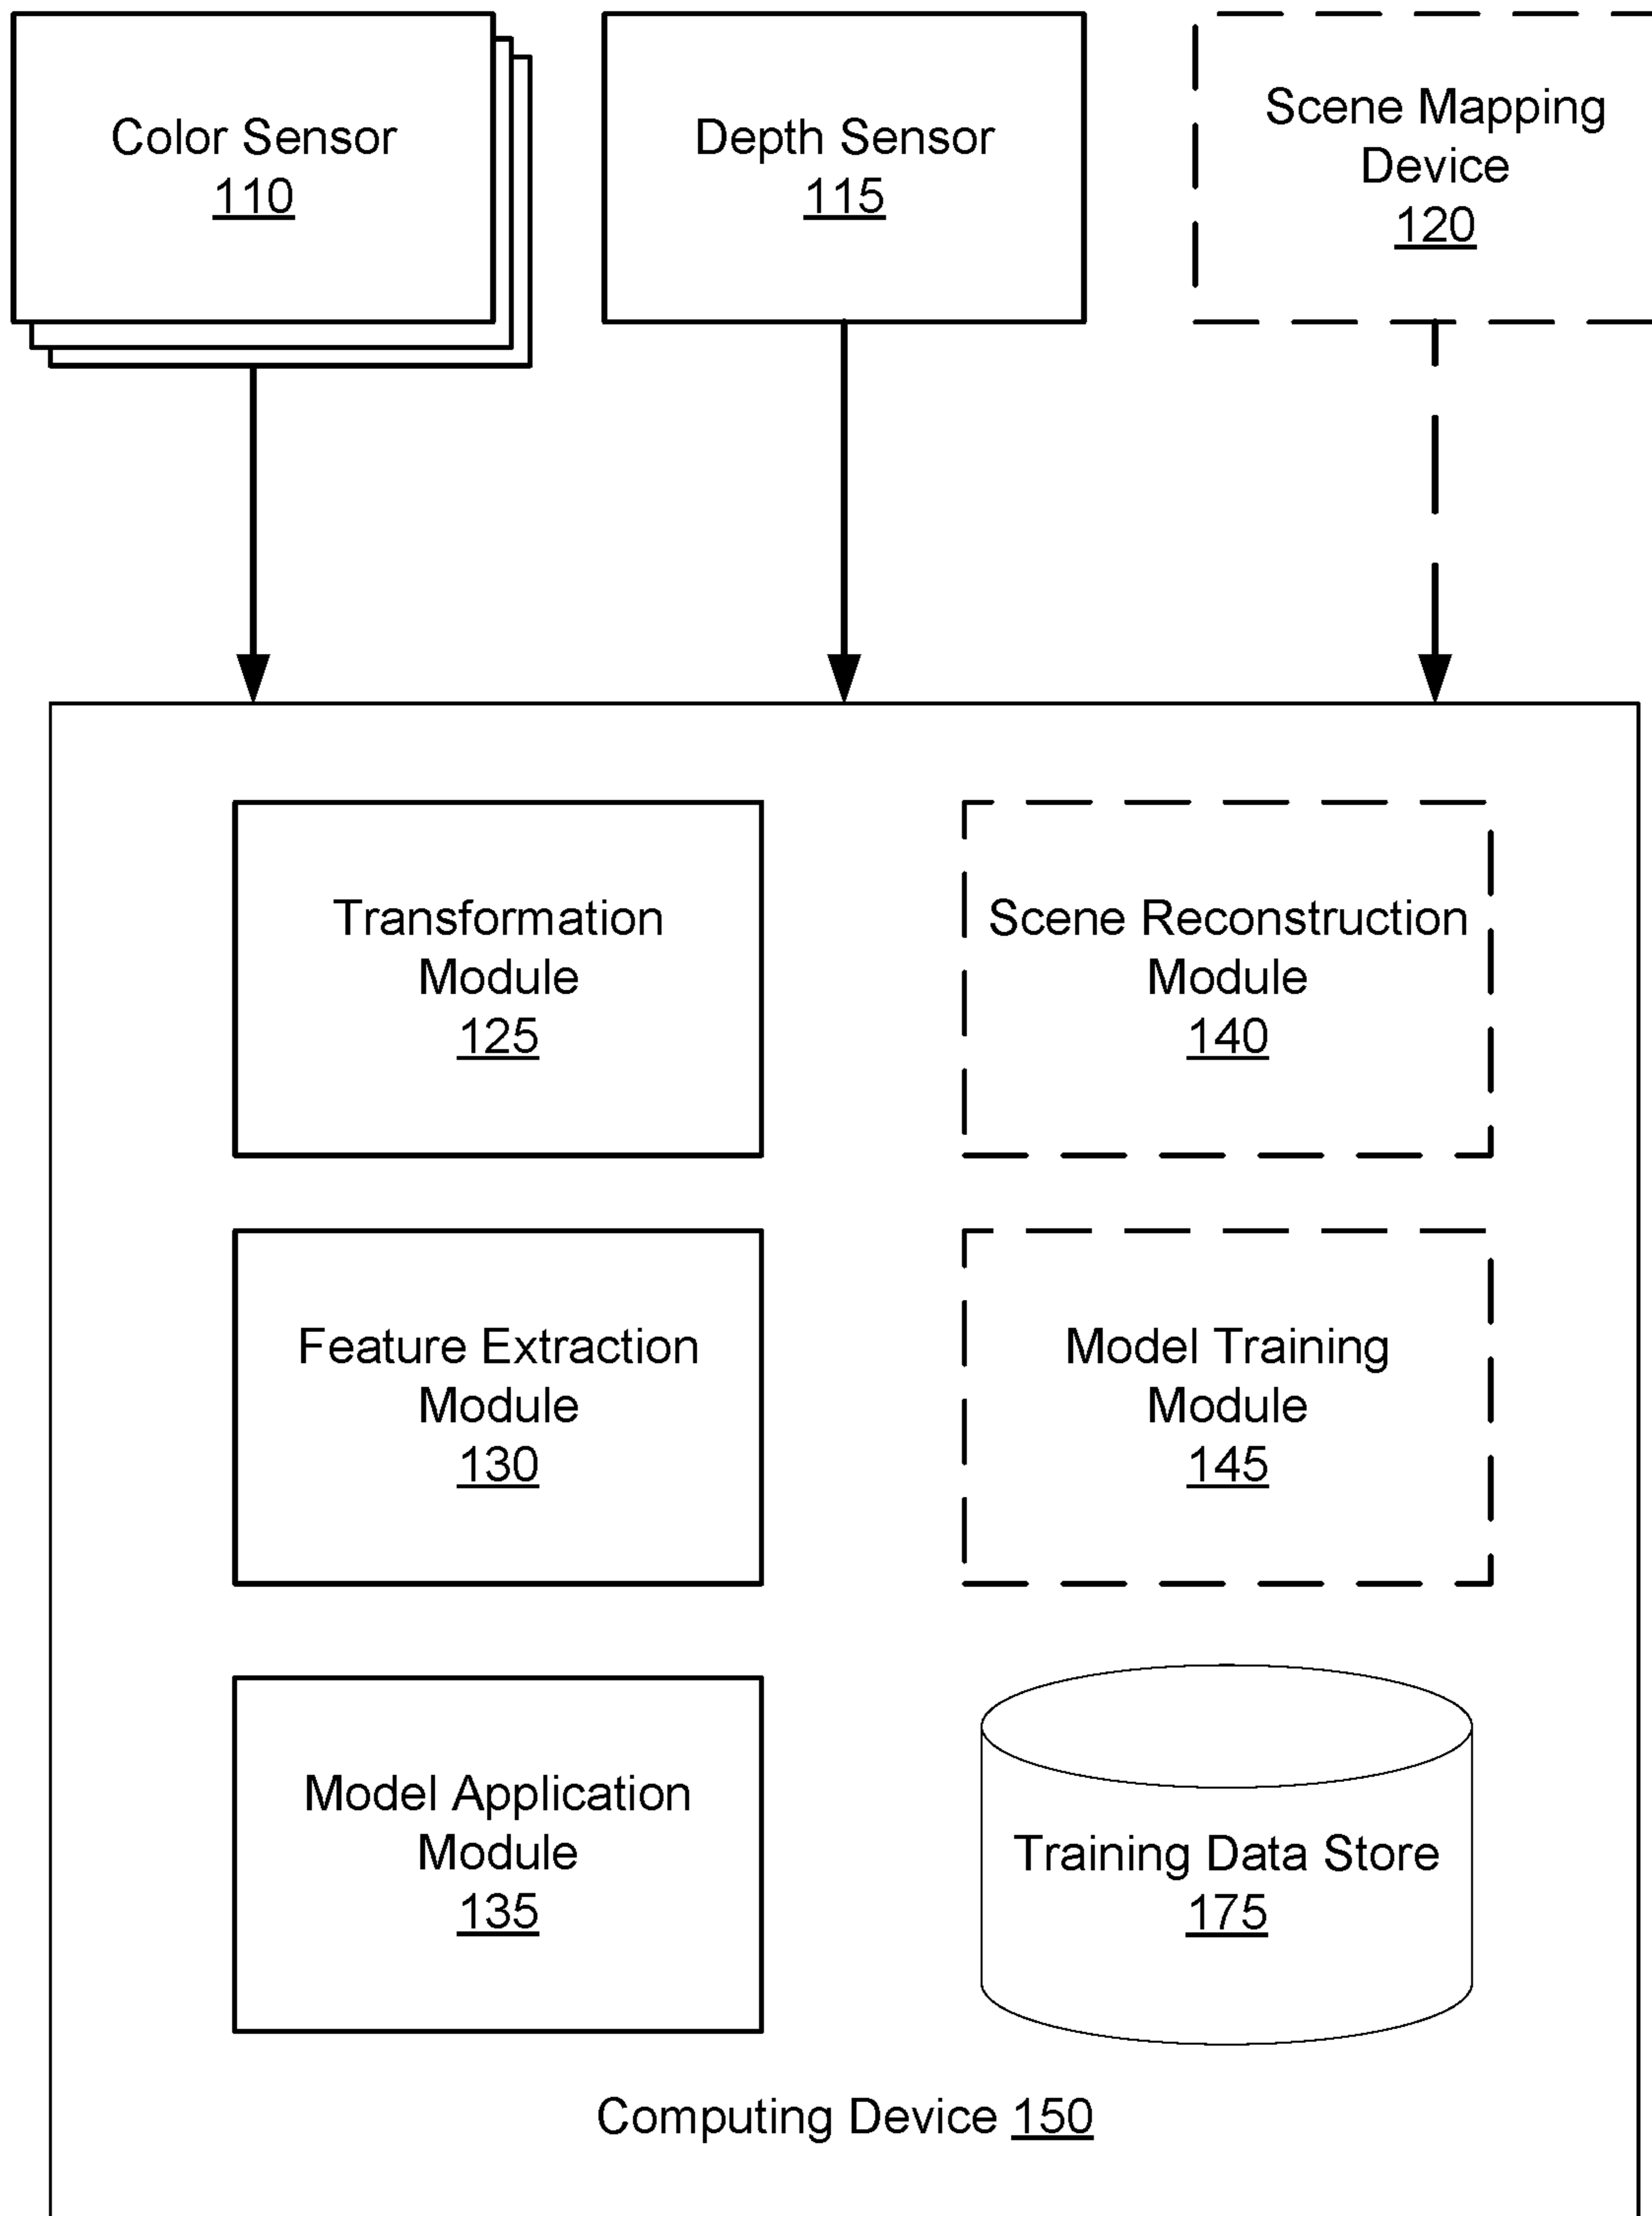 Color Sensor
110
Depth Sensor
115
Scene Mapping
Device
120
Transformation
Module
125
Scene Reconstruction
Module
140
Feature Extraction
Module
130
Model Training
Module
145
Model Application
Module
135
Training Data Store
175
Computing Device 150